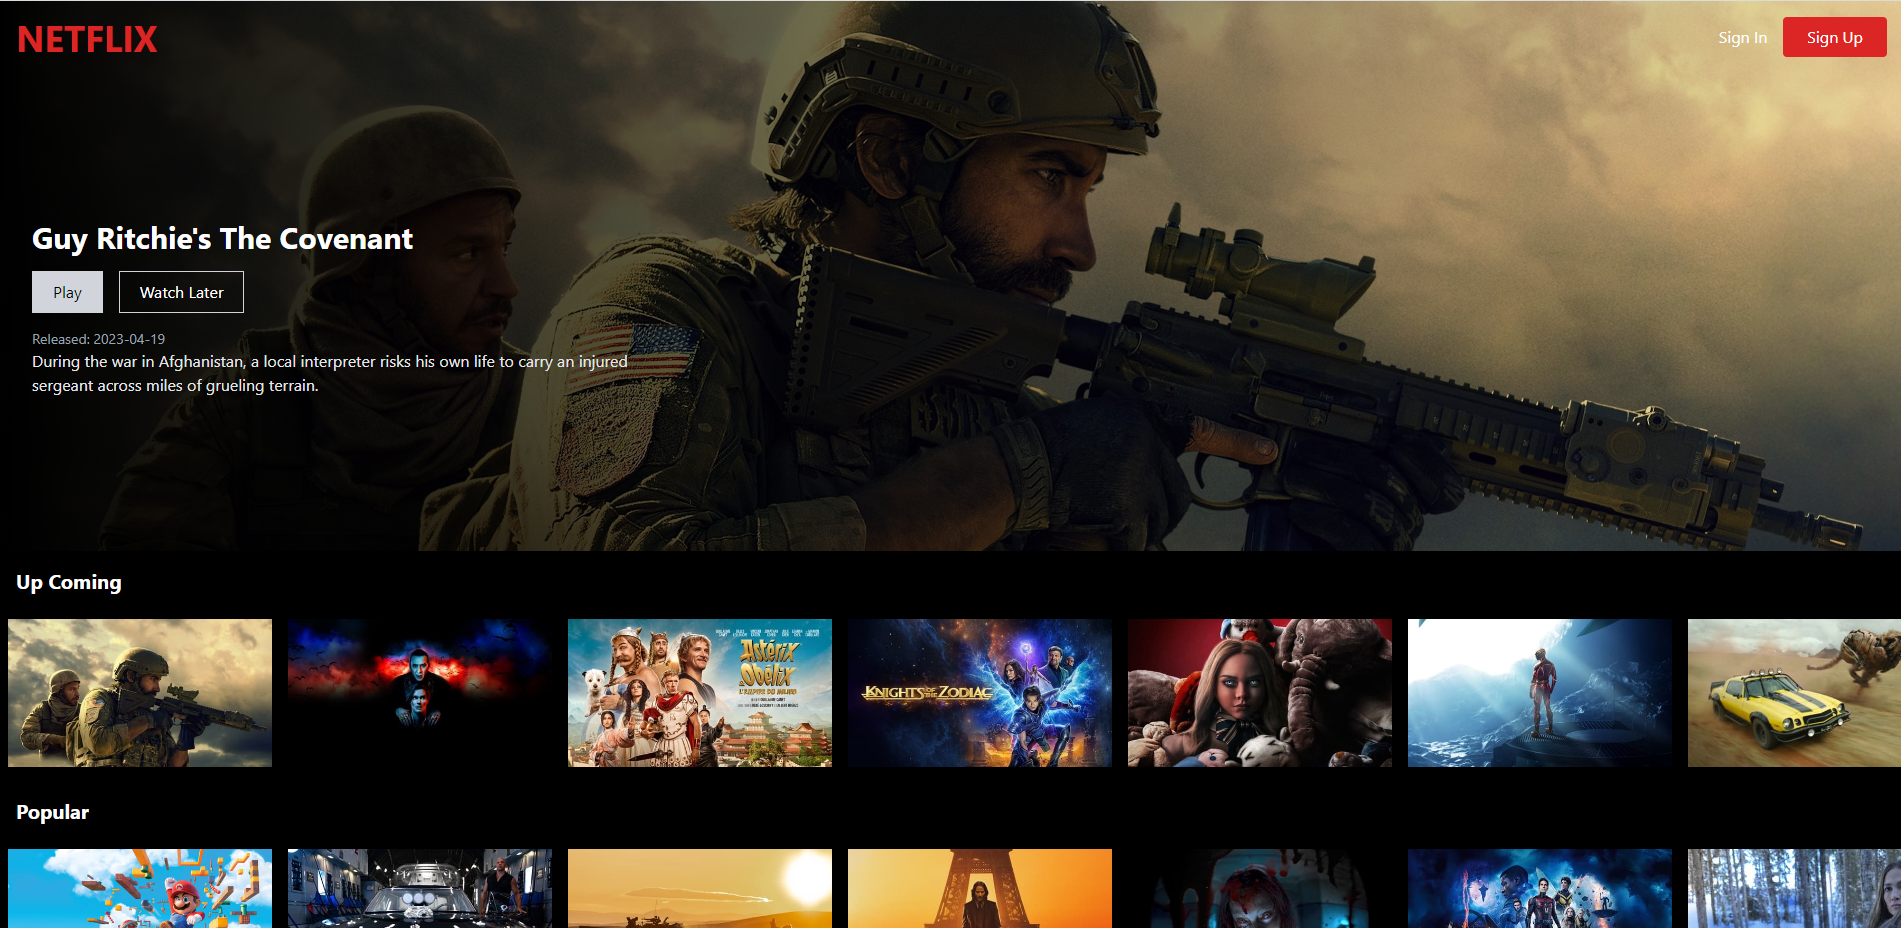 NETFLIX
Sign In
Sign Up
Guy Ritchie's The Covenant
Play
Watch Later
Released: 2023-04-19
During the war in Afghanistan, a local interpreter risks his own life to carry an injured
sergeant across miles of grueling terrain.
Up Coming
Astérix
& Obélix
L'EMPIRE DU MILIEU
KNIGHTS OF THE ZODIAC
Popular